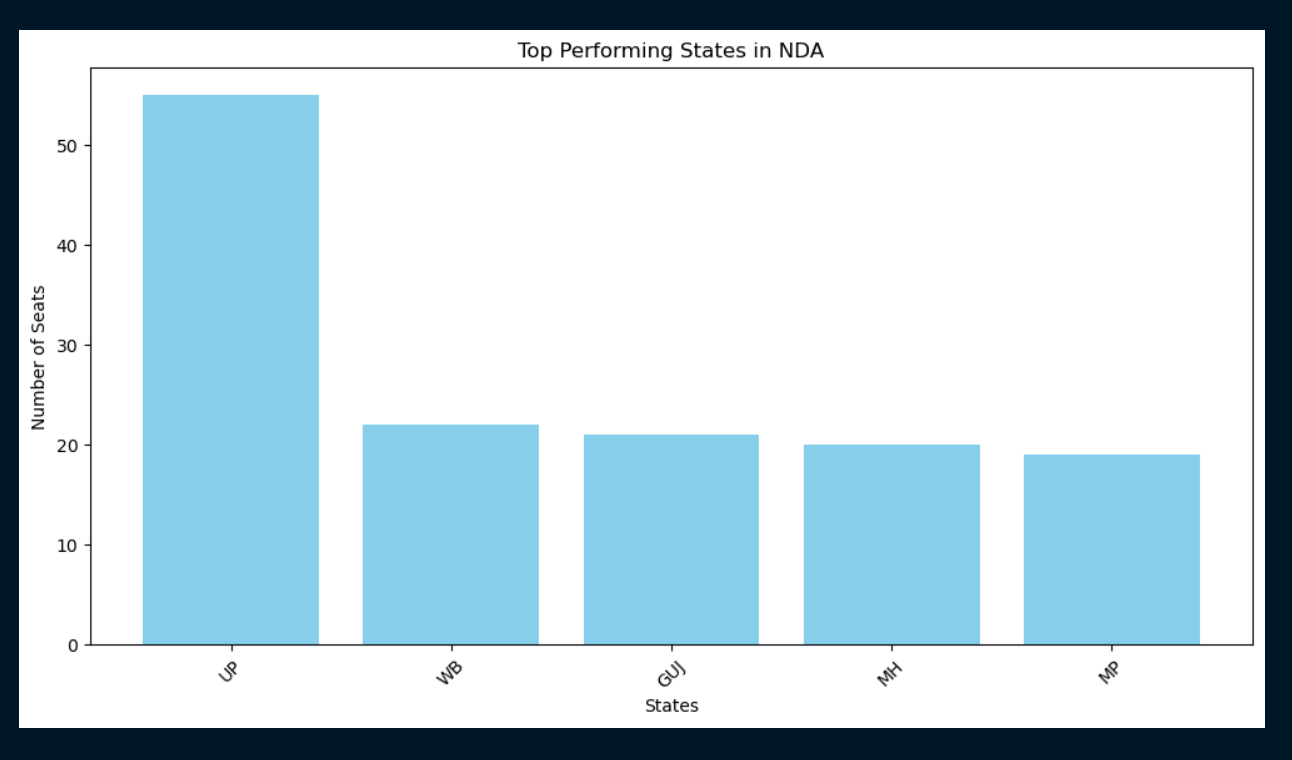 Top Performing States in NDA
Number of Seats
50
40
30
20
10
0
UP
WB
GUJ
MH
MP
States